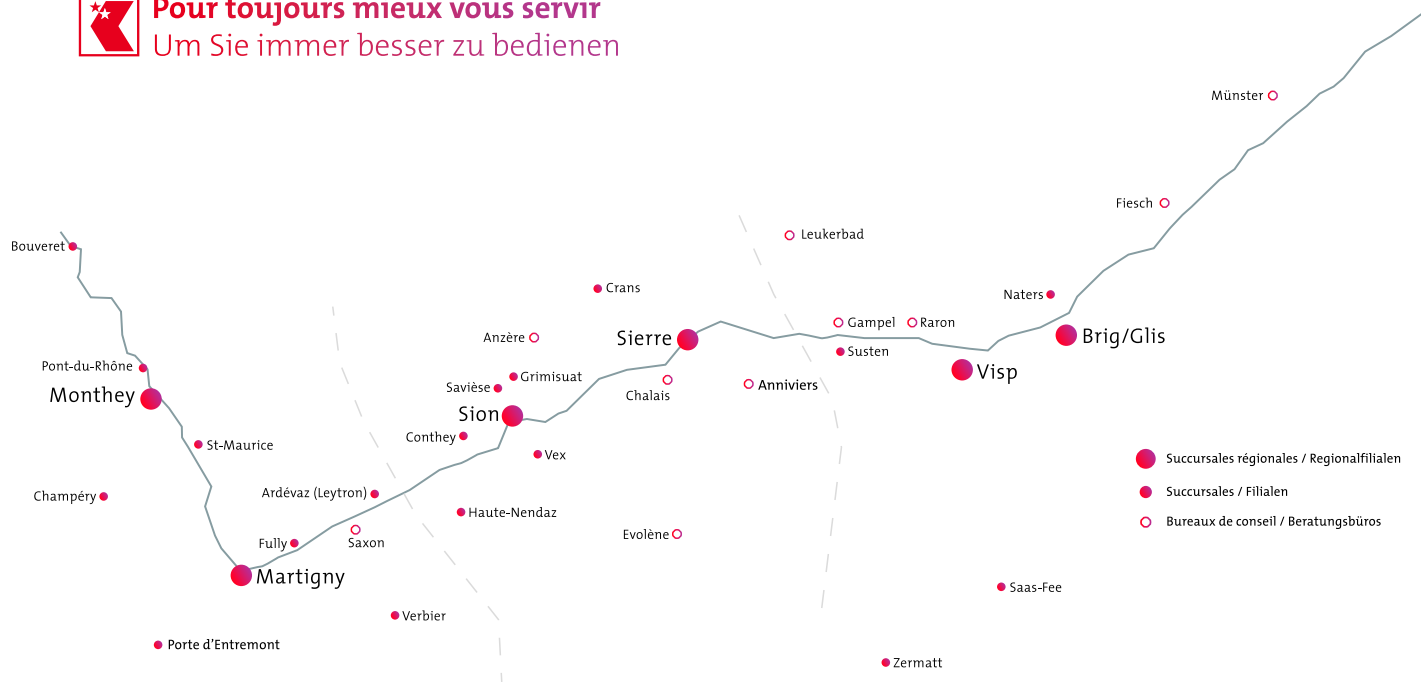 Pour toujours mieux vous servir
Um Sie immer besser zu bedienen
Münster
Fiesch
Leukerbad
Bouveret
Crans
Naters
Gampel
Raron
Anzère
Sierre
Brig/Glis
Susten
Pont-du-Rhône
Visp
Grimisuat
Savièse
Anniviers
Chalais
Monthey
Sion
Conthey
St-Maurice
Vex
Succursales régionales / Regionalfilialen
Ardévaz (Leytron)
Succursales / Filialen
Champéry
Haute-Nendaz
Bureaux de conseil / Beratungsbüros
Evolène
Fully
Saxon
Martigny
Saas-Fee
Verbier
Porte d'Entremont
Zermatt